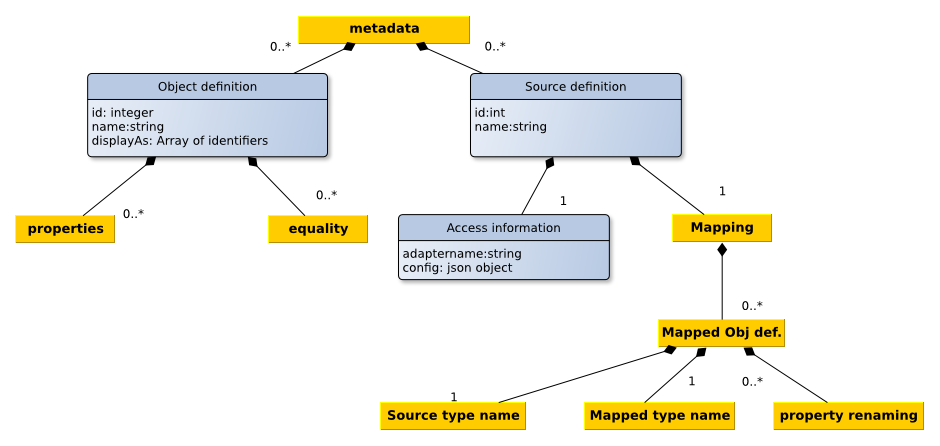 metadata
0..*
0..*
Object definition
id: integer
name:string
displayAs: Array of identifiers
Source definition
id:int
name:string
0..*
0..*
1
1
properties
equality
Access information
adaptername:string
config: json object
Mapping
0..*
Mapped Obj def.
1
1
0..*
Source type name
Mapped type name
property renaming